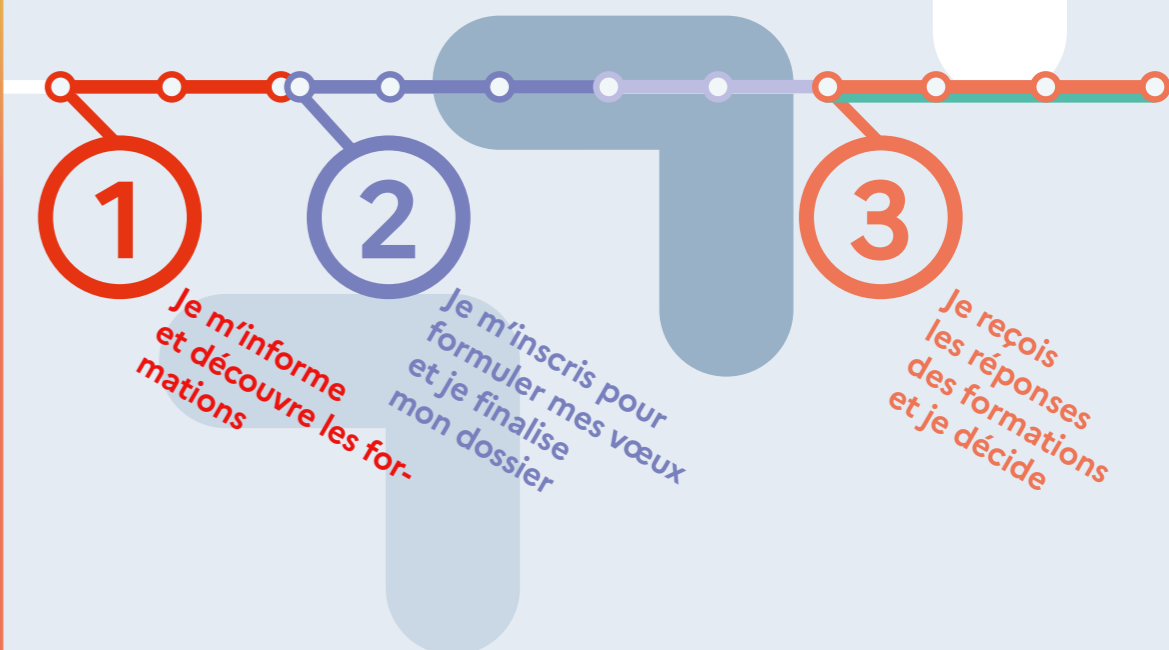 1
Je m'informe
et découvre les for-
mations
2
Je m'inscris pour
formuler mes vœux
et je finalise
mon dossier
3
Je reçois
les réponses
des formations
et je décide